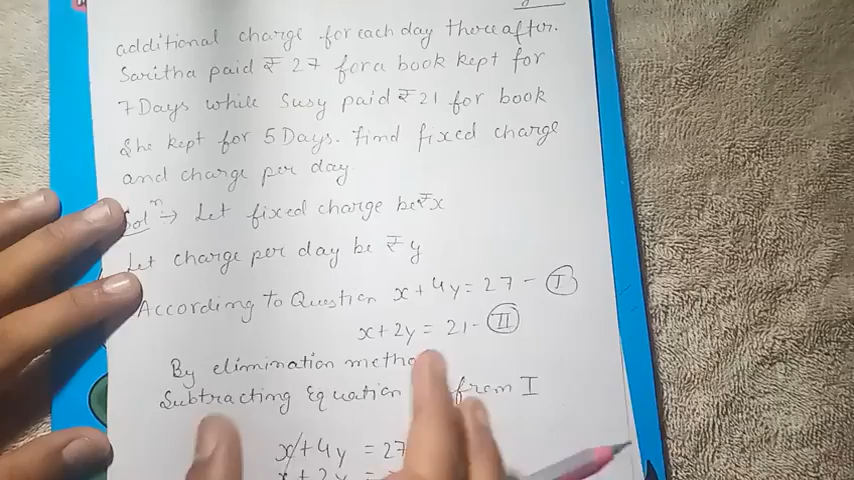 additional charge for each day thereafter.
Saritha paid ₹ 27 for a book kept for
7 Days while Susy paid ₹ 21 for book
She kept for 5 Days. Find fixed charge
and charge per day.
Solⁿ ⇒ Let fixed charge be ₹ x
Let charge per day be ₹ y
According to Question x + 4y = 27 - I
x + 2y = 21 - II
By elimination
Subtracting Equation from I
x + 4y = 27
x + 2y =